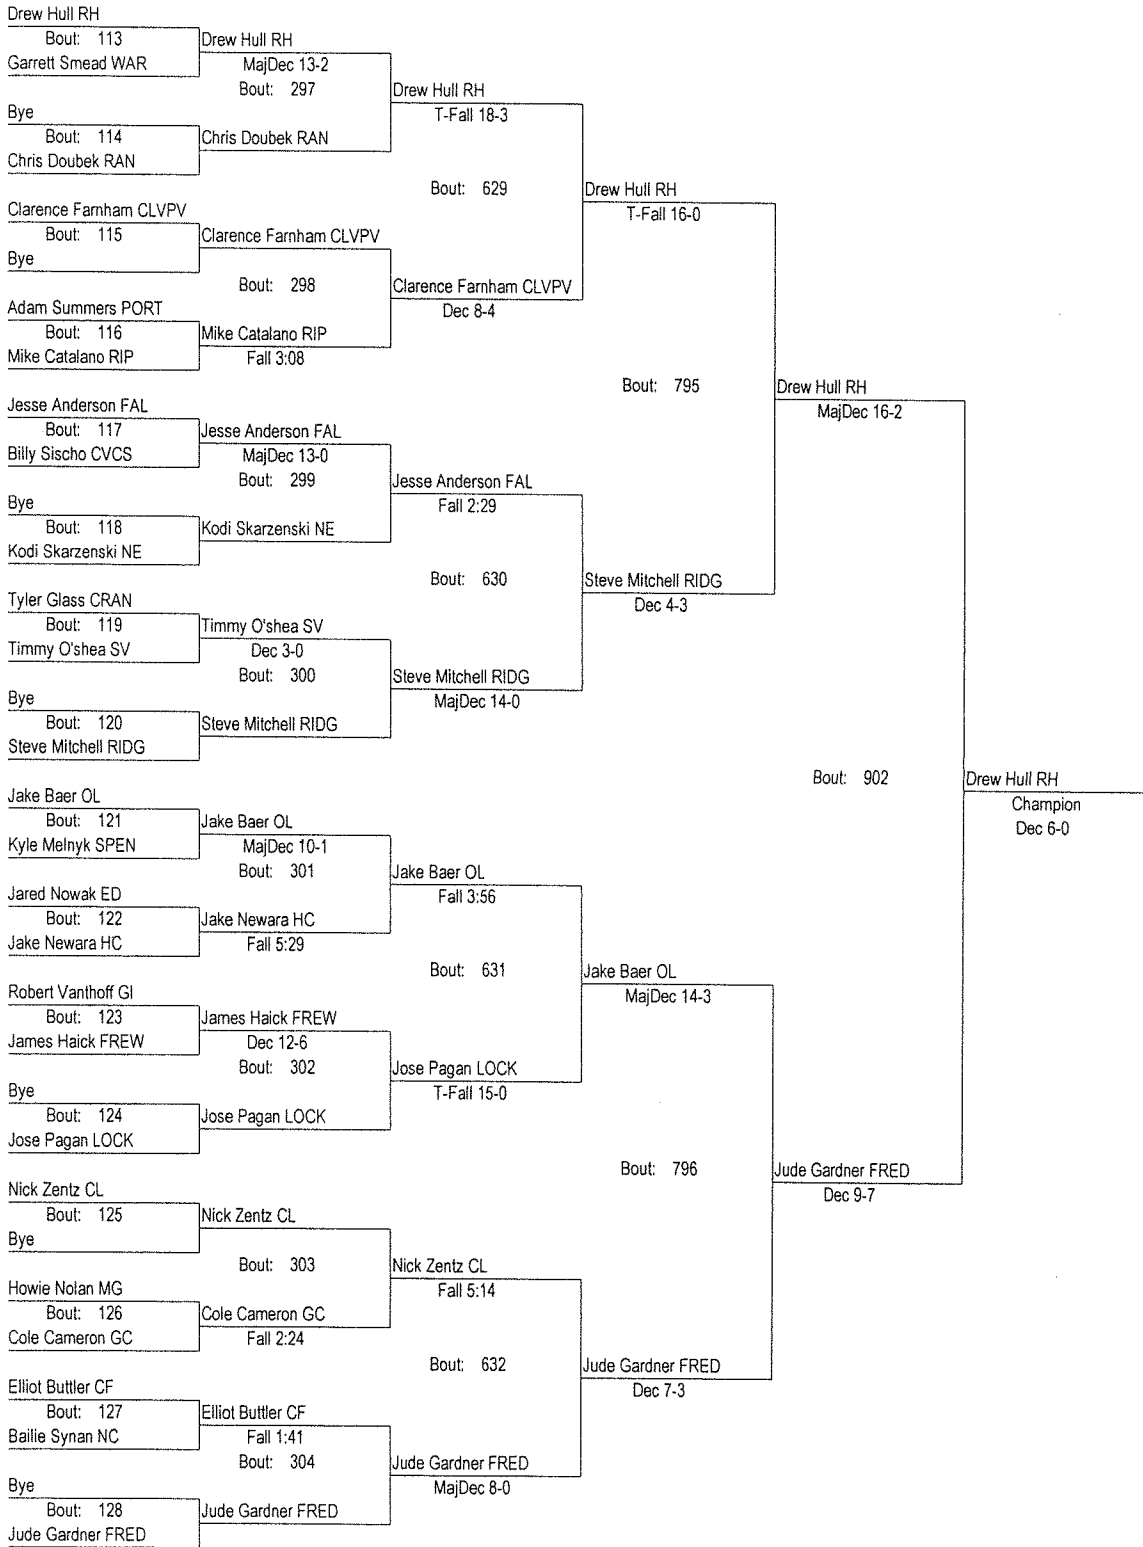 Drew Hull RH
Bout: 113
Garrett Smead WAR
Drew Hull RH
MajDec 13-2
Bout: 297
Bye
Bout: 114
Chris Doubek RAN
Chris Doubek RAN
Drew Hull RH
T-Fall 18-3
Bout: 629
Clarence Farnham CLVPV
Bout: 115
Bye
Clarence Farnham CLVPV
Bout: 298
Adam Summers PORT
Bout: 116
Mike Catalano RIP
Mike Catalano RIP
Fall 3:08
Clarence Farnham CLVPV
Dec 8-4
Drew Hull RH
T-Fall 16-0
Bout: 795
Jesse Anderson FAL
Bout: 117
Billy Sischo CVCS
Jesse Anderson FAL
MajDec 13-0
Bout: 299
Bye
Bout: 118
Kodi Skarzenski NE
Kodi Skarzenski NE
Jesse Anderson FAL
Fall 2:29
Bout: 630
Tyler Glass CRAN
Bout: 119
Timmy O'shea SV
Timmy O'shea SV
Dec 3-0
Bout: 300
Bye
Bout: 120
Steve Mitchell RIDG
Steve Mitchell RIDG
Steve Mitchell RIDG
MajDec 14-0
Steve Mitchell RIDG
Dec 4-3
Drew Hull RH
MajDec 16-2
Bout: 902
Jake Baer OL
Bout: 121
Kyle Melnyk SPEN
Jake Baer OL
MajDec 10-1
Bout: 301
Jared Nowak ED
Bout: 122
Jake Newara HC
Jake Newara HC
Fall 5:29
Jake Baer OL
Fall 3:56
Bout: 631
Robert Vanthoff GI
Bout: 123
James Haick FREW
James Haick FREW
Dec 12-6
Bout: 302
Bye
Bout: 124
Jose Pagan LOCK
Jose Pagan LOCK
Jose Pagan LOCK
T-Fall 15-0
Jake Baer OL
MajDec 14-3
Bout: 796
Nick Zentz CL
Bout: 125
Bye
Nick Zentz CL
Bout: 303
Howie Nolan MG
Bout: 126
Cole Cameron GC
Cole Cameron GC
Fall 2:24
Nick Zentz CL
Fall 5:14
Bout: 632
Elliot Buttler CF
Bout: 127
Bailie Synan NC
Elliot Buttler CF
Fall 1:41
Bout: 304
Bye
Bout: 128
Jude Gardner FRED
Jude Gardner FRED
Jude Gardner FRED
MajDec 8-0
Jude Gardner FRED
Dec 7-3
Jude Gardner FRED
Dec 9-7
Drew Hull RH
Champion
Dec 6-0